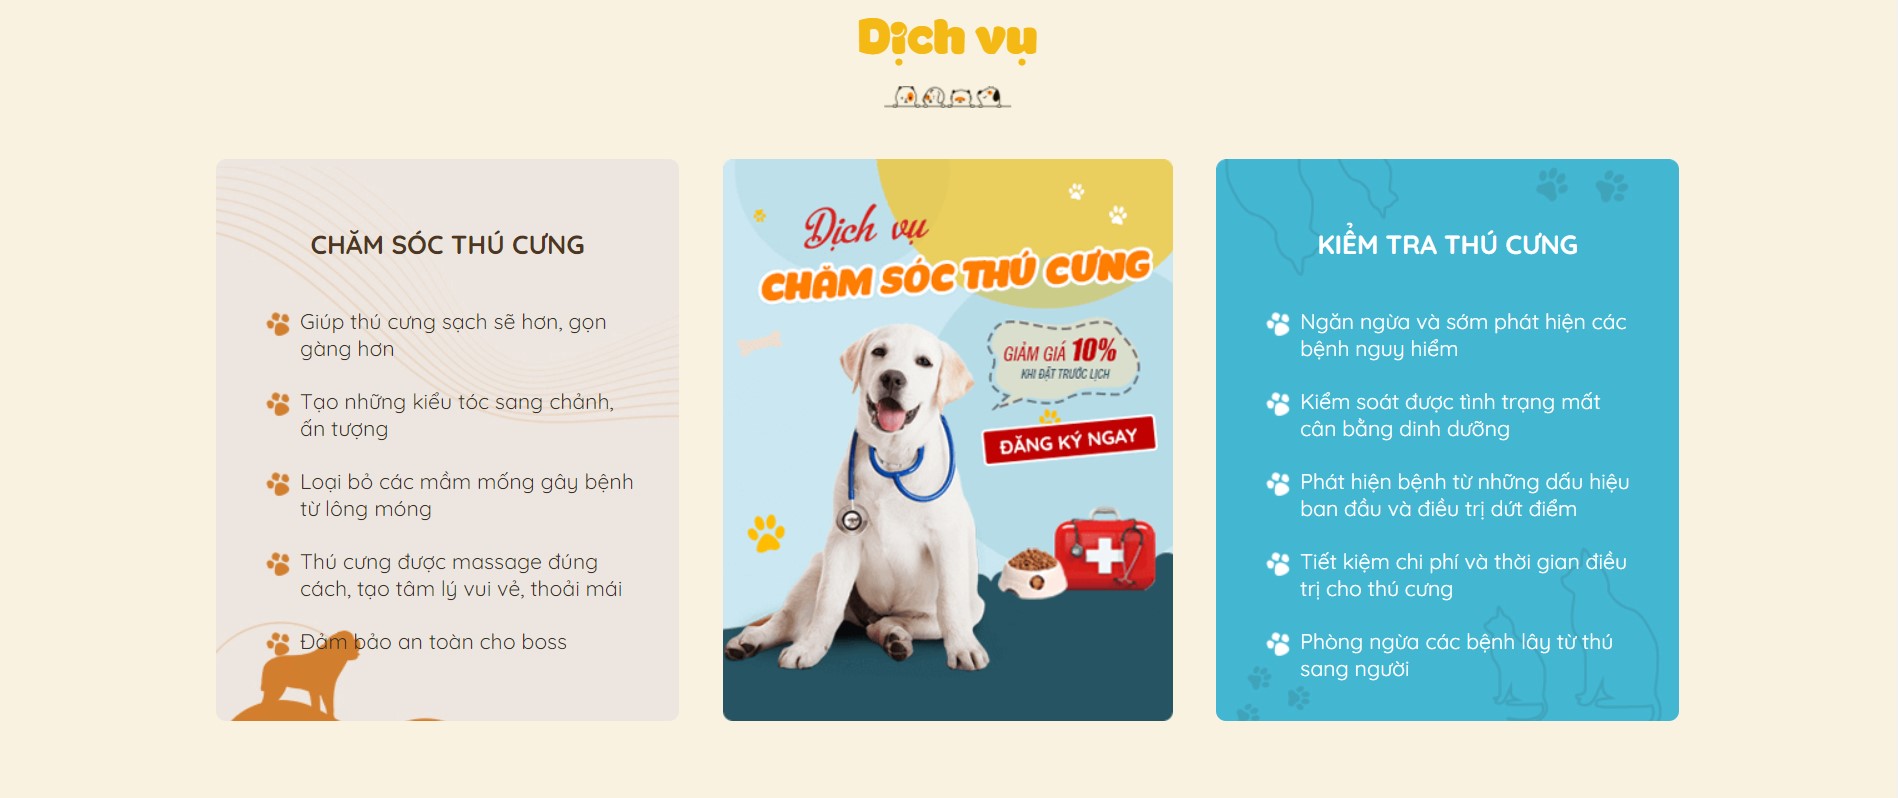 Dịch vụ
CHĂM SÓC THÚ CƯNG
Giúp thú cưng sạch sẽ hơn, gọn
gàng hơn
Tạo những kiểu tóc sang chảnh,
ấn tượng
Loại bỏ các mầm mống gây bệnh
từ lông móng
Thú cưng được massage đúng
cách, tạo tâm lý vui vẻ, thoải mái
Đảm bảo an toàn cho boss
Dịch vụ
CHĂM SÓC THÚ CƯNG
GIẢM GIÁ 10%
KHI ĐẶT TRƯỚC LỊCH
ĐĂNG KÝ NGAY
KIỂM TRA THÚ CƯNG
Ngăn ngừa và sớm phát hiện các
bệnh nguy hiểm
Kiểm soát được tình trạng mất
cân bằng dinh dưỡng
Phát hiện bệnh từ những dấu hiệu
ban đầu và điều trị dứt điểm
Tiết kiệm chi phí và thời gian điều
trị cho thú cưng
Phòng ngừa các bệnh lây từ thú
sang người